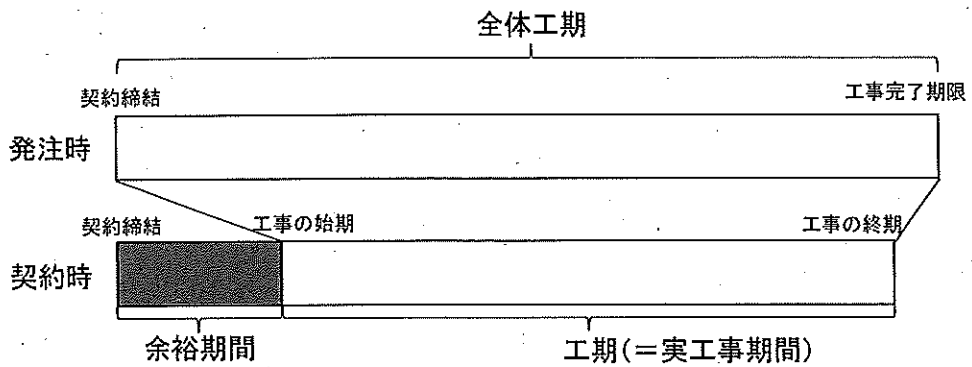 全体工期
契約締結
工事完了期限
発注時
契約締結
工事の始期
工事の終期
契約時
余裕期間
工期(＝実工事期間)